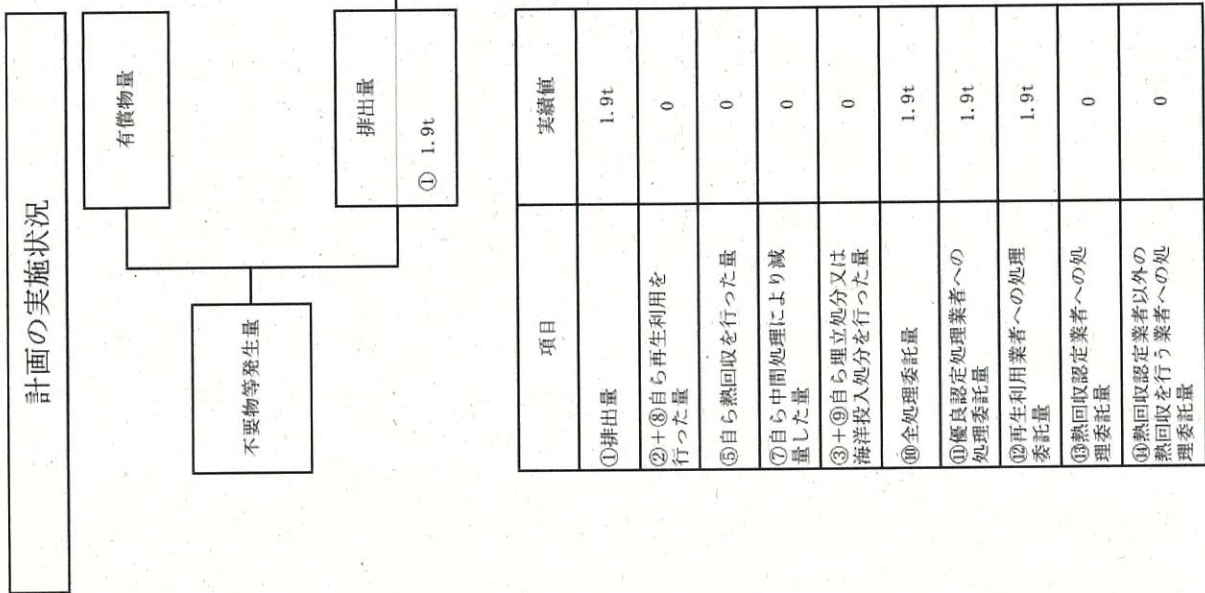 計画の実施状況
不要物等発生量
有償物量
排出量
① 1.9t
項目
実績値
①排出量
1.9t
②+⑧自ら再生利用を
行った量
0
⑤自ら熱回収を行った量
0
⑦自ら中間処理により減
量した量
0
③+⑨自ら埋立処分又は
海洋投入処分を行った量
0
⑩全処理委託量
1.9t
⑪優良認定処理業者への
処理委託量
1.9t
⑫再生利用業者への処理
委託量
1.9t
⑬熱回収認定業者への処
理委託量
0
⑭熱回収認定業者以外の
熱回収を行う業者への処
理委託量
0